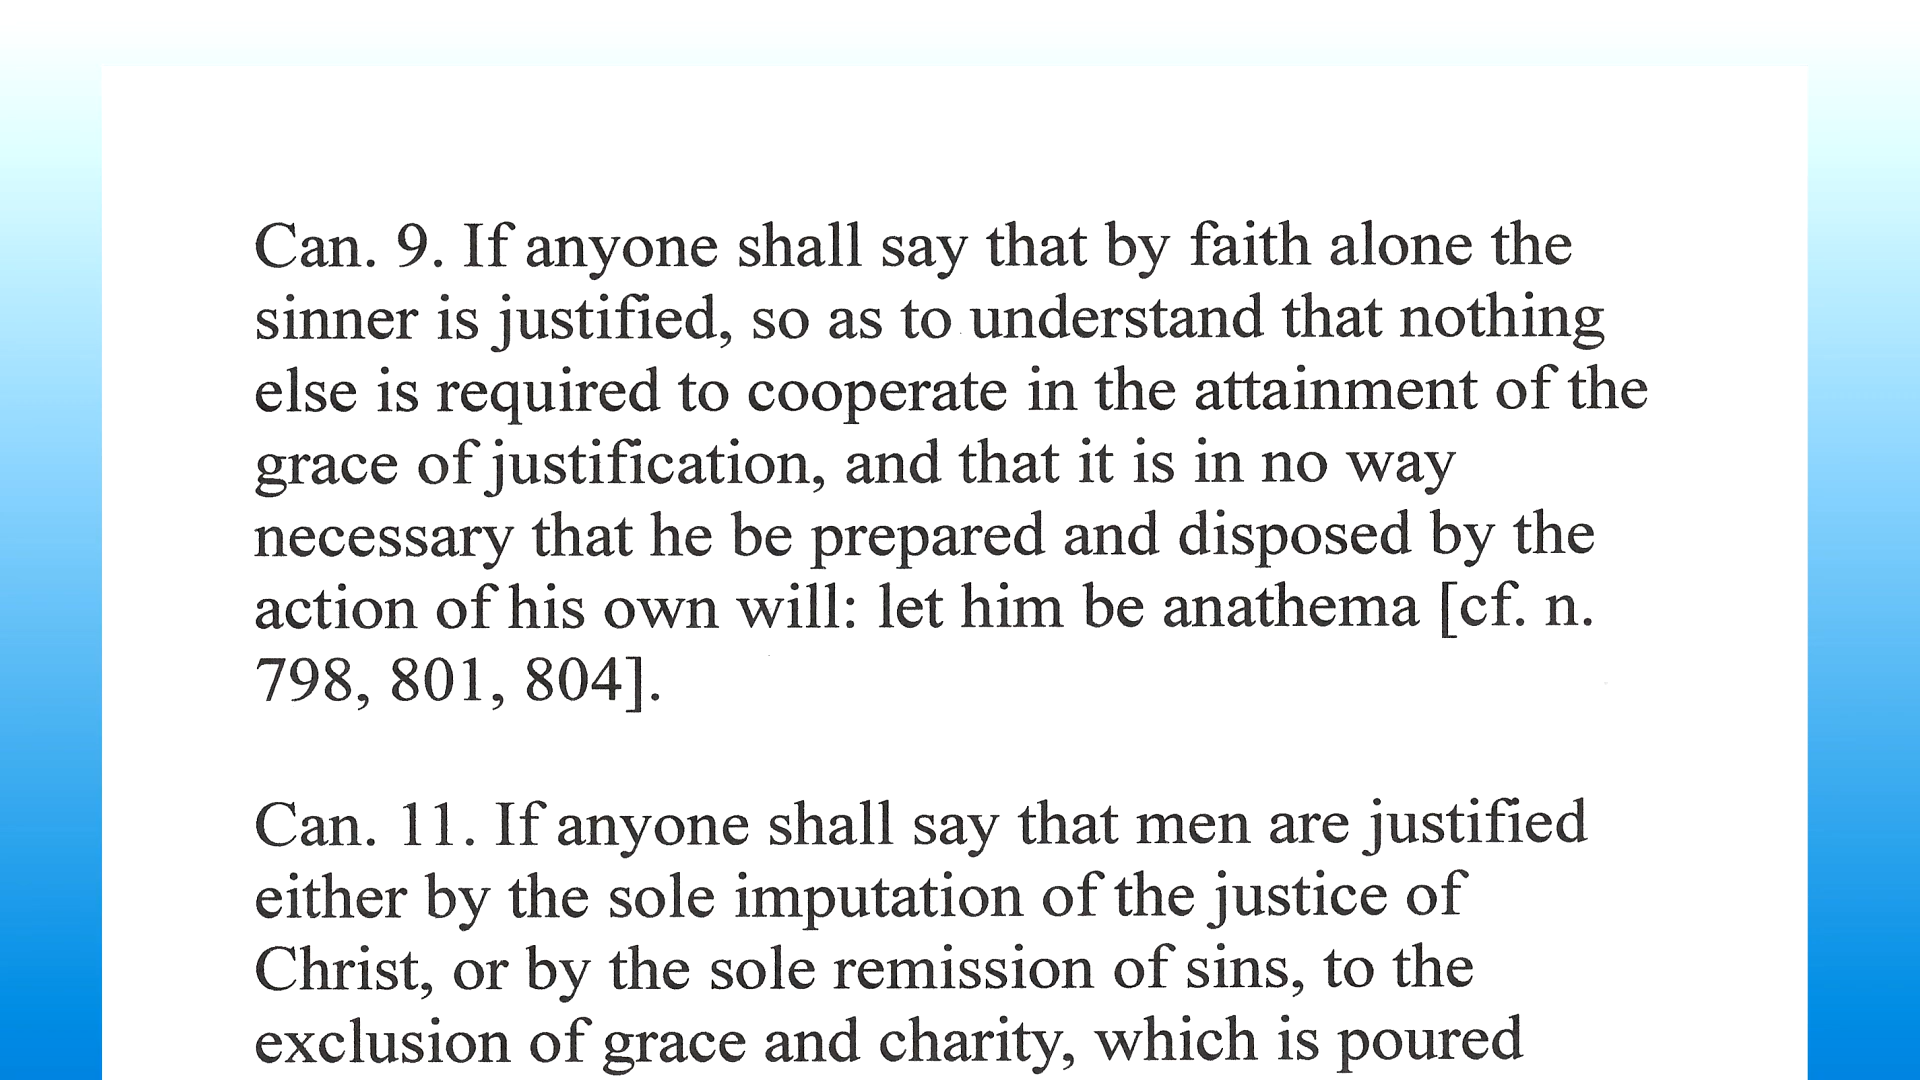 Can. 9. If anyone shall say that by faith alone the
sinner is justified, so as to understand that nothing
else is required to cooperate in the attainment of the
grace of justification, and that it is in no way
necessary that he be prepared and disposed by the
action of his own will: let him be anathema [cf. n.
798, 801, 804].
Can. 11. If anyone shall say that men are justified
either by the sole imputation of the justice of
Christ, or by the sole remission of sins, to the
exclusion of grace and charity, which is poured